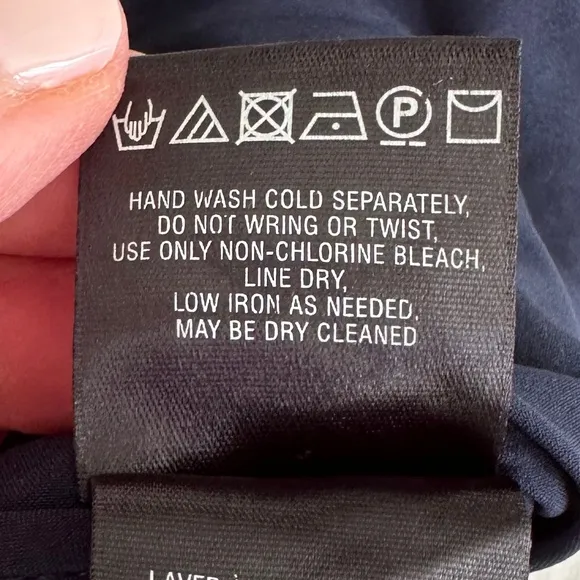 P
HAND WASH COLD SEPARATELY,
DO NOT WRING OR TWIST,
USE ONLY NON-CHLORINE BLEACH,
LINE DRY,
LOW IRON AS NEEDED,
MAY BE DRY CLEANED